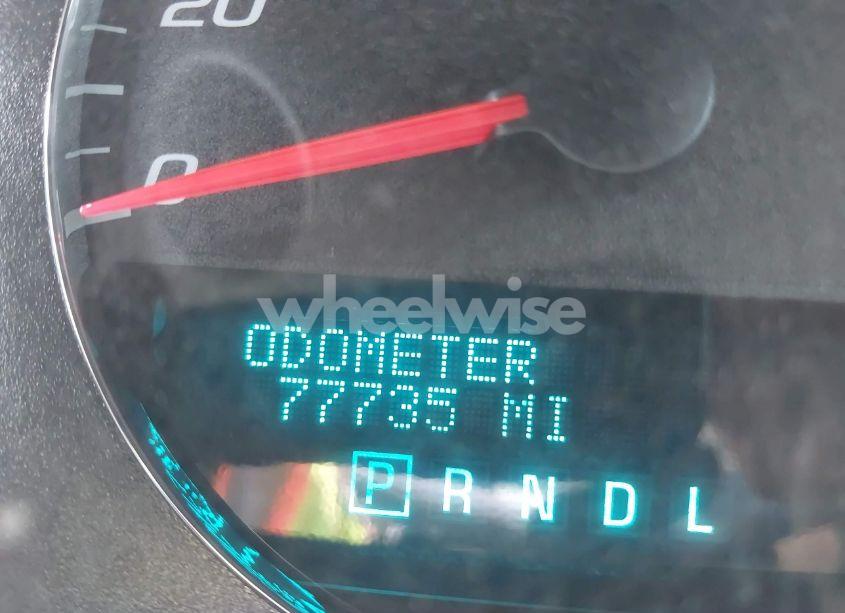 20
0
wheelwise
ODOMETER
77735 MI
P R N D L